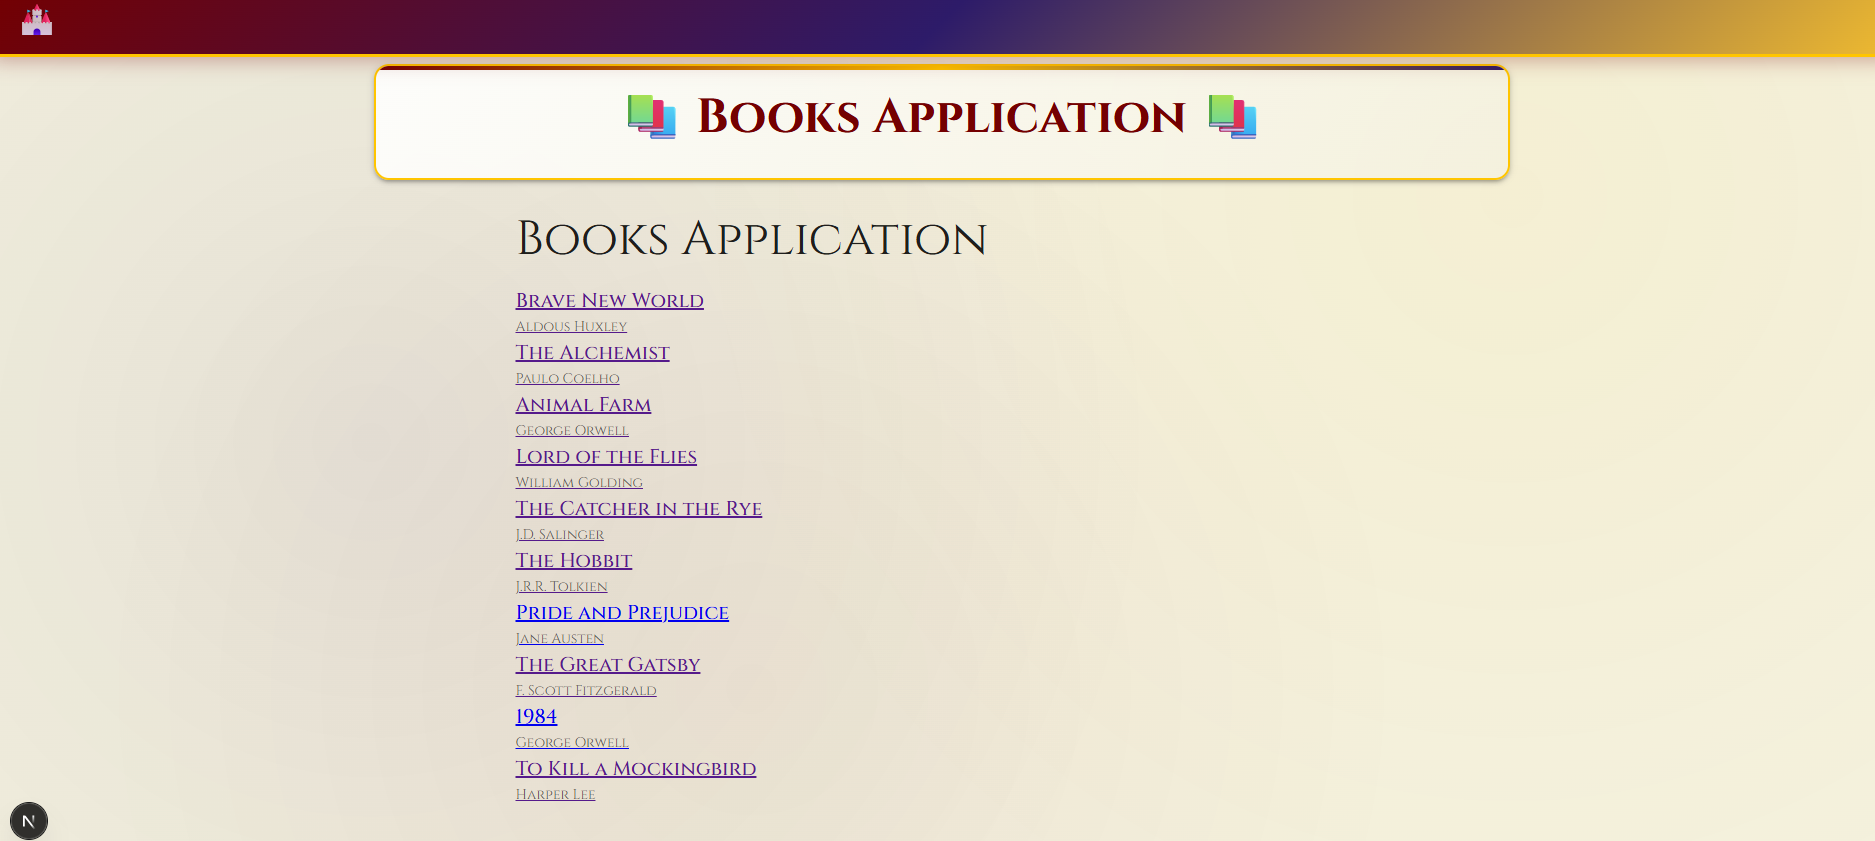 Books Application
Books Application
Brave New World
Aldous Huxley
The Alchemist
Paulo Coelho
Animal Farm
George Orwell
Lord of the Flies
William Golding
The Catcher in the Rye
J.D. Salinger
The Hobbit
J.R.R. Tolkien
Pride and Prejudice
Jane Austen
The Great Gatsby
F. Scott Fitzgerald
1984
George Orwell
To Kill a Mockingbird
Harper Lee
N